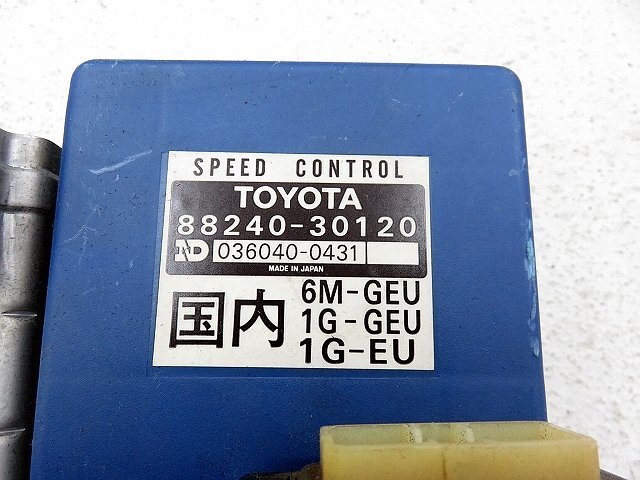 SPEED CONTROL
TOYOTA
88240-30120
ND 036040-0431
MADE IN JAPAN
国内
6M-GEU
1G-GEU
1G-EU